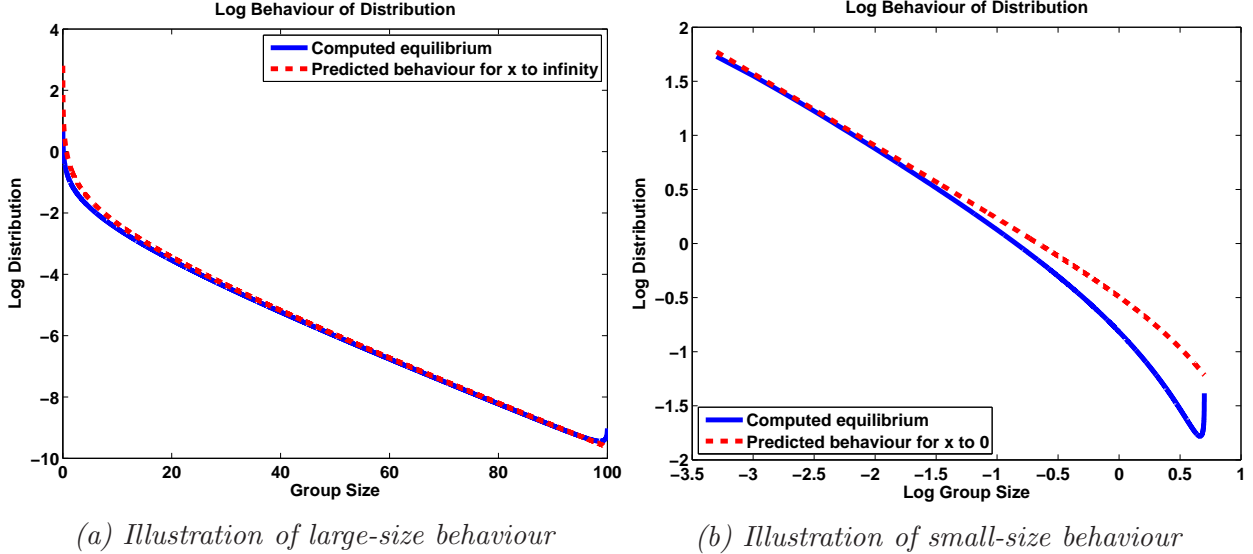 Log Behaviour of Distribution
4
2
0
−2
−4
−6
−8
−10
Log Distribution
Computed equilibrium
Predicted behaviour for x to infinity
0
20
40
60
80
100
Group Size
(a) Illustration of large-size behaviour
Log Behaviour of Distribution
2
1.5
1
0.5
0
−0.5
−1
−1.5
−2
Log Distribution
Computed equilibrium
Predicted behaviour for x to 0
−3.5
−3
−2.5
−2
−1.5
−1
−0.5
0
0.5
1
Log Group Size
(b) Illustration of small-size behaviour